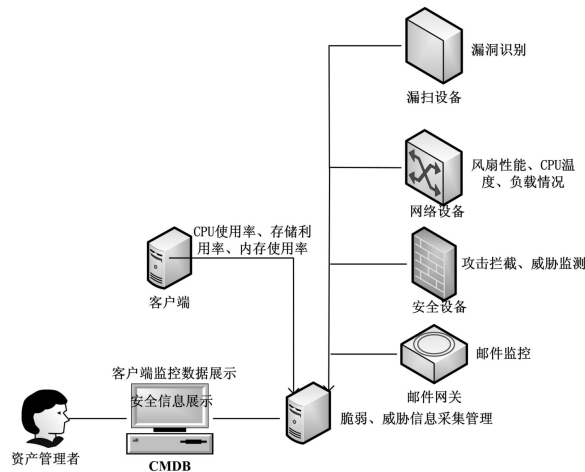 漏洞识别
漏扫设备
风扇性能、CPU温
度、负载情况
网络设备
CPU使用率、存储利
用率、内存使用率
客户端
攻击拦截、威胁监测
安全设备
邮件监控
邮件网关
客户端监控数据展示
安全信息展示
脆弱、威胁信息采集管理
资产管理者
CMDB